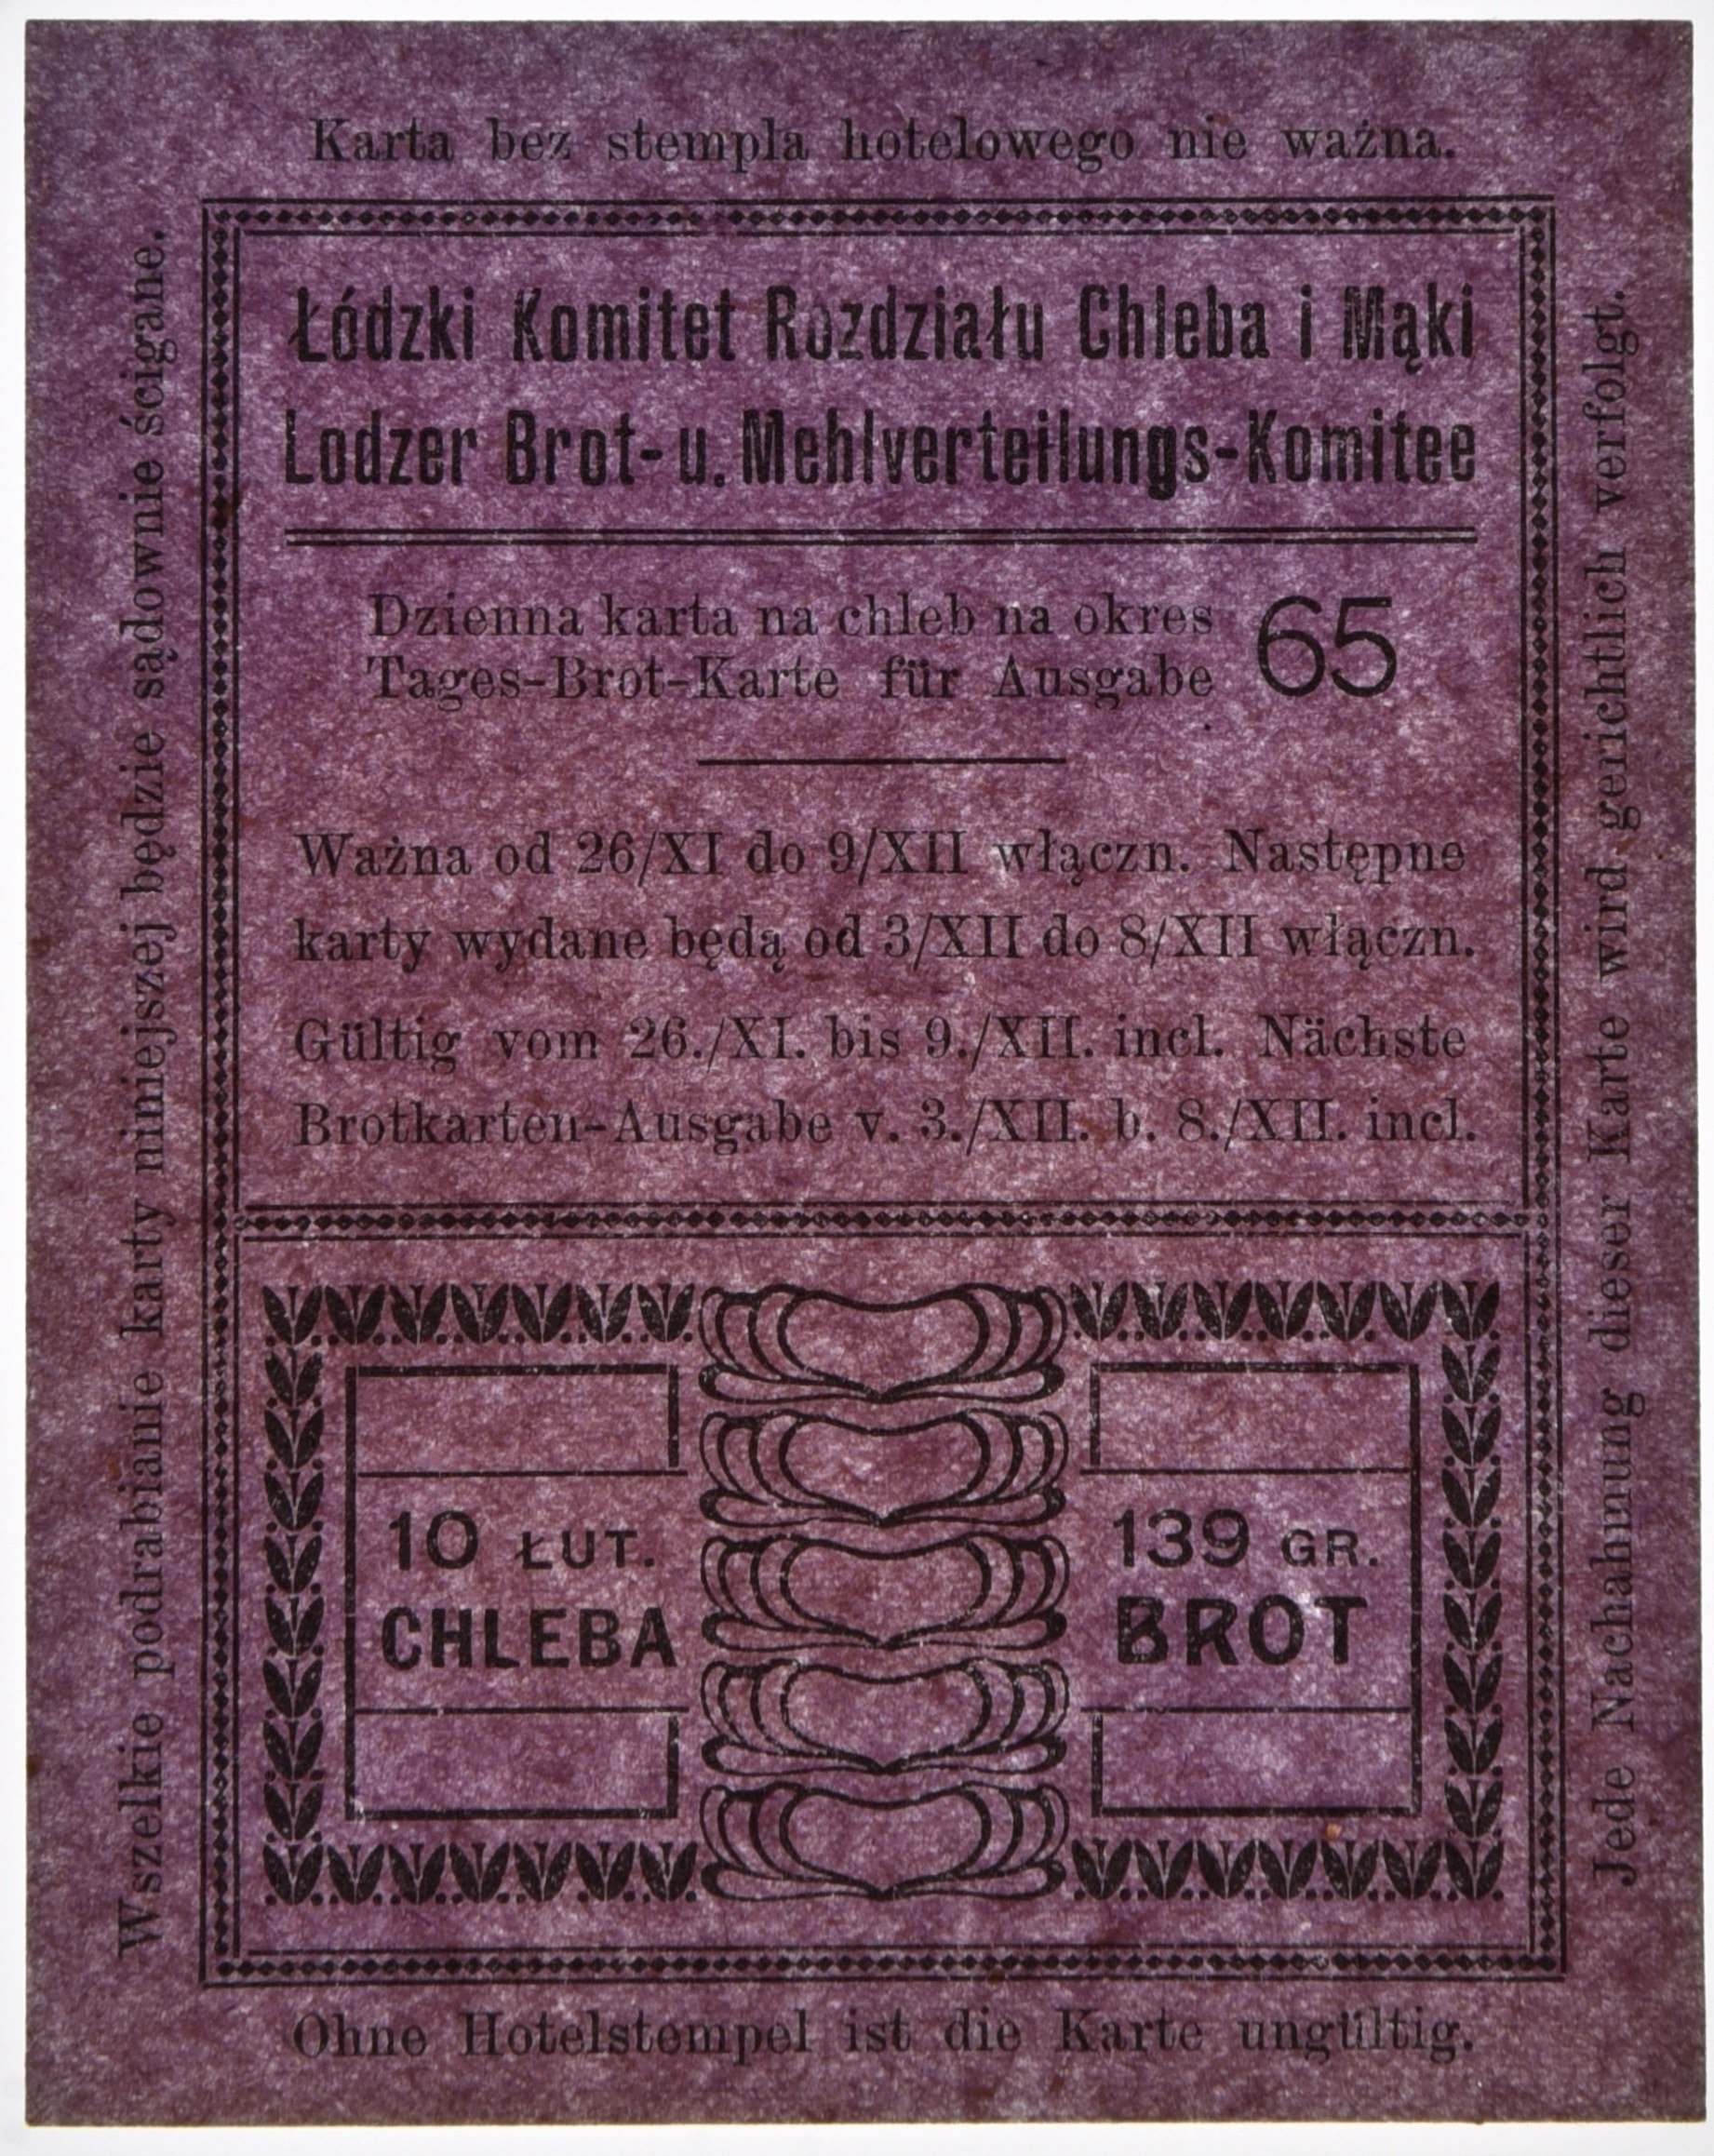 Karta bez stempla hotelowego nie ważna.
Wszelkie podrabianie karty niniejszej będzie sądownie ścigane.
Łódzki Komitet Rozdziału Chleba i Mąki
Lodzer Brot- u. Mehlverteilungs-Komitee
Dzienna karta na chleb na okres
Tages-Brot-Karte für Ausgabe
65
Ważna od 26/XI do 9/XII włączn. Następne
karty wydane będą od 3/XII do 8/XII włączn.
Gültig vom 26./XI. bis 9./XII. incl. Nächste
Brotkarten-Ausgabe v. 3./XII. b. 8./XII. incl.
10 ŁUT.
CHLEBA
139 GR.
BROT
Jede Nachahmung dieser Karte wird gerichtlich verfolgt.
Ohne Hotelstempel ist die Karte ungültig.